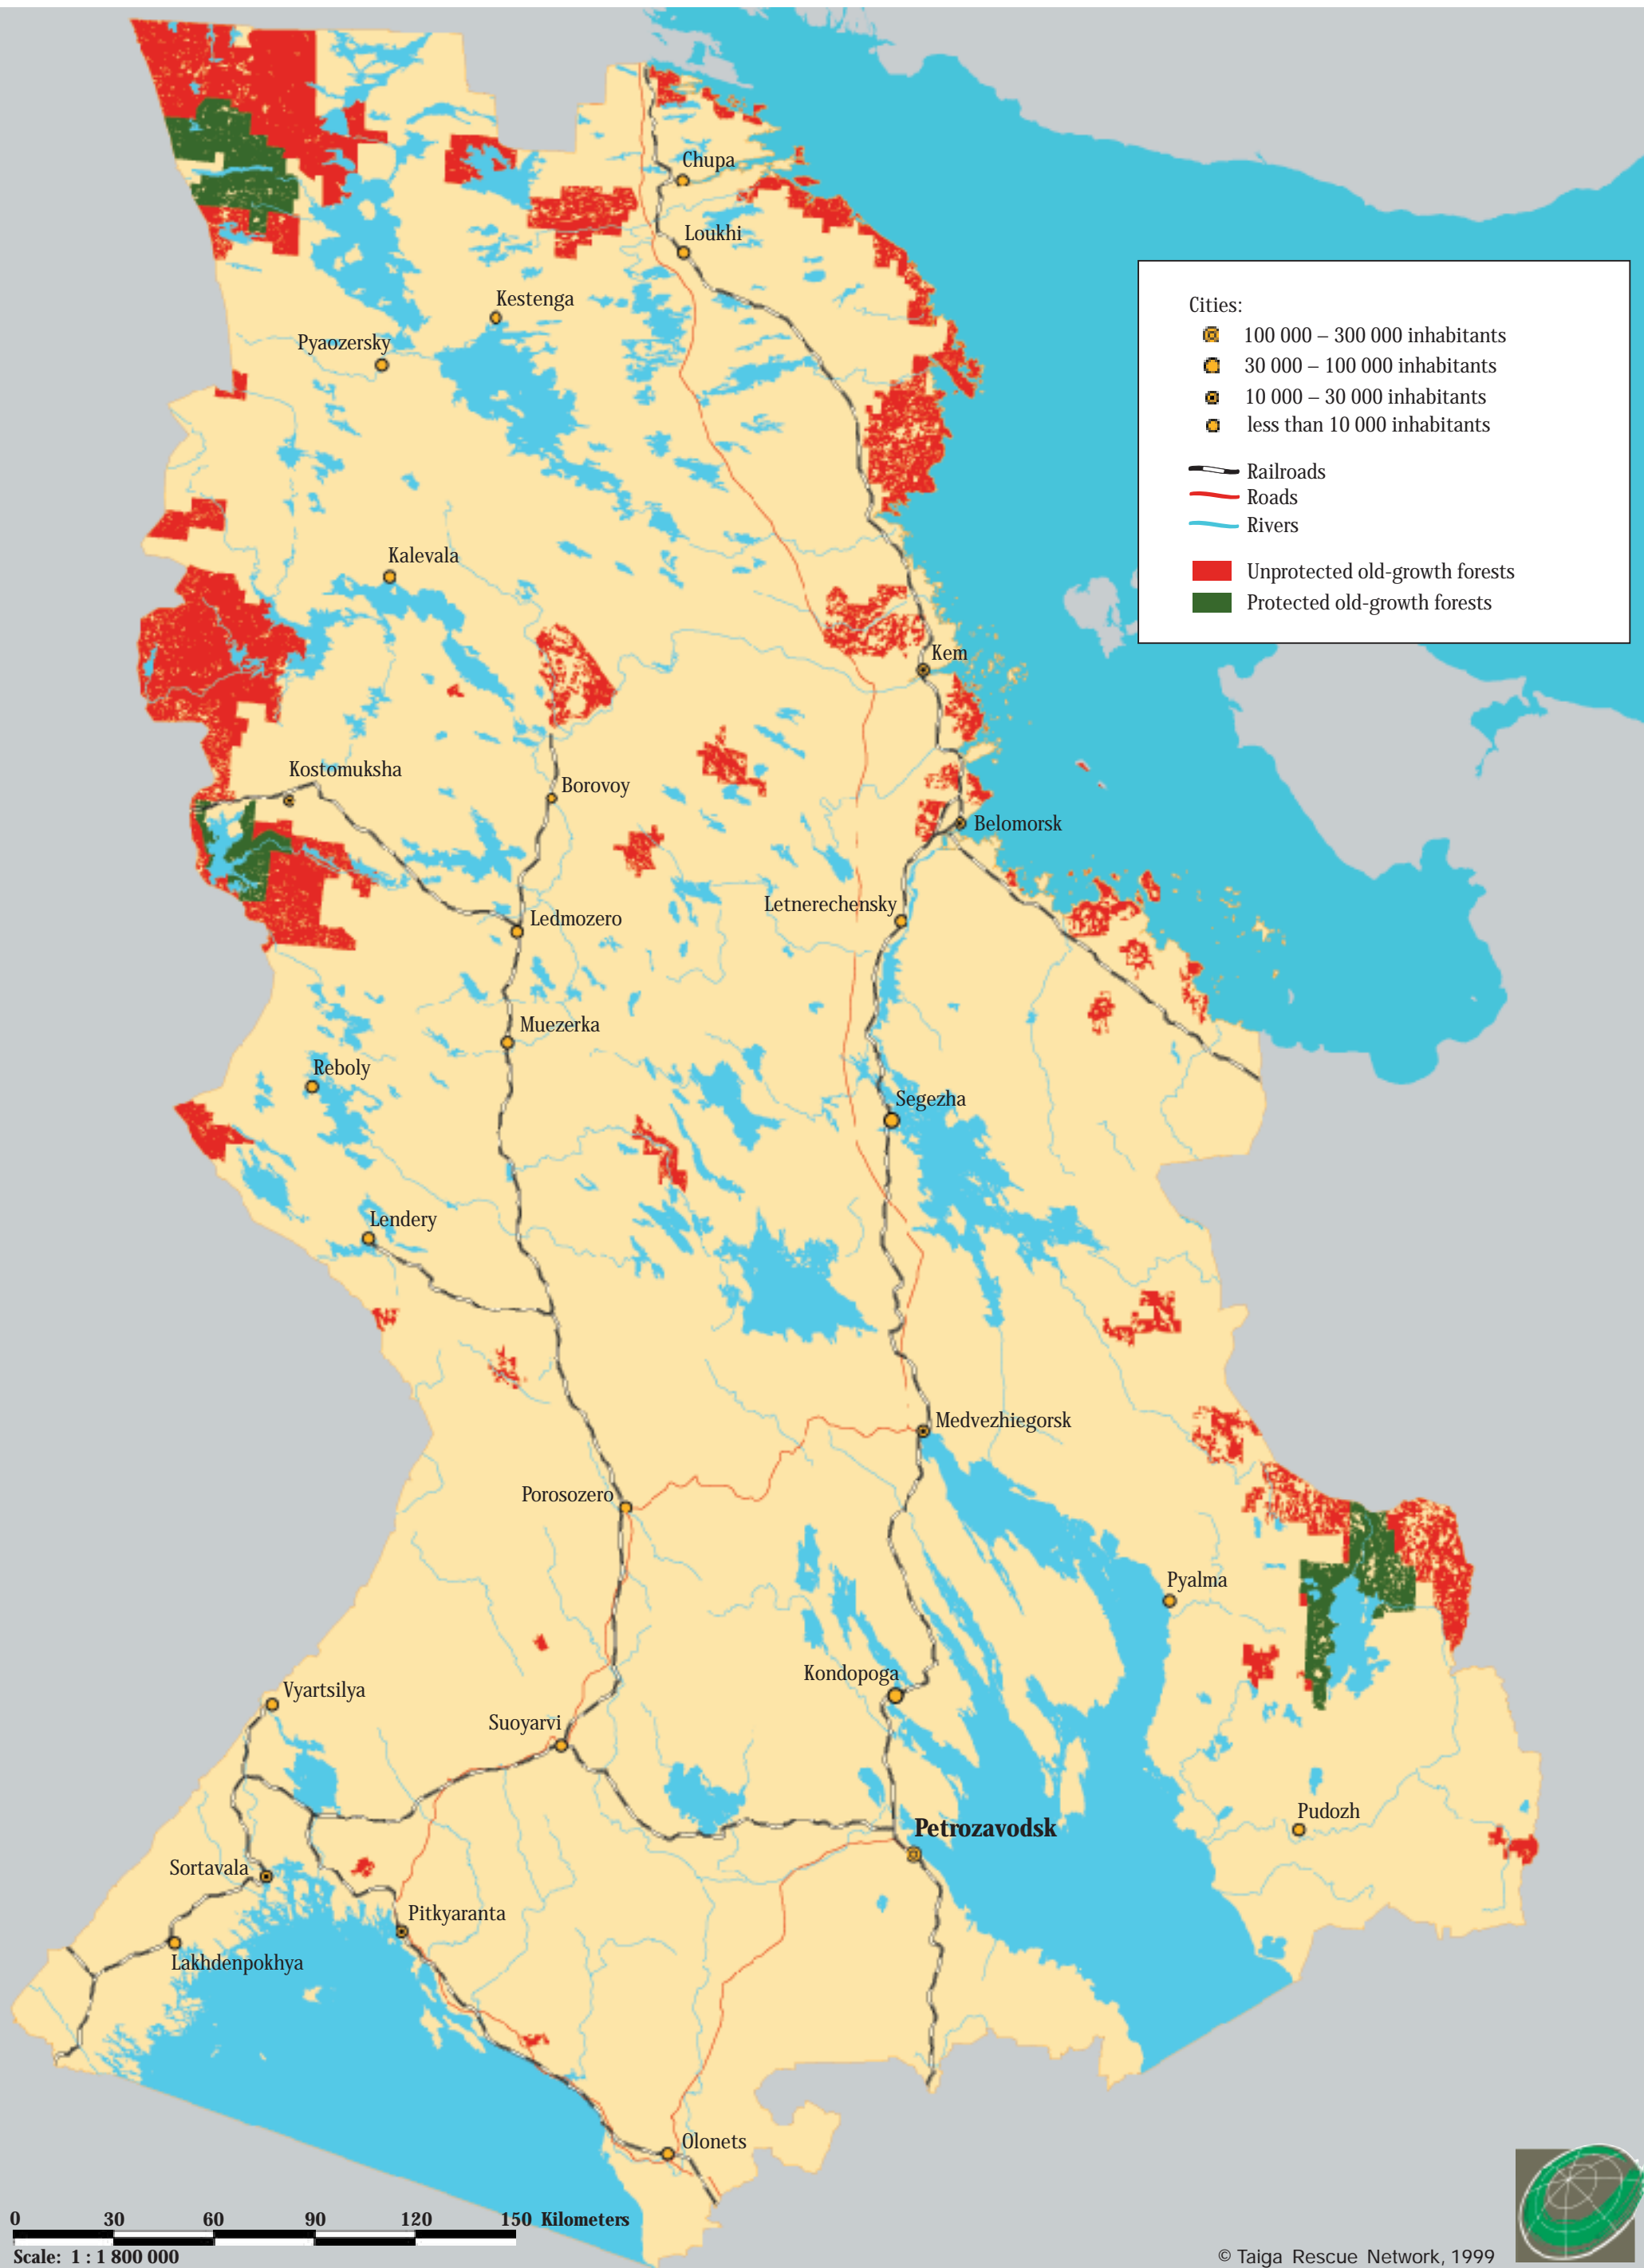 Chupa
Loukhi
Kestenga
Pyaozersky
Cities:
100 000 – 300 000 inhabitants
30 000 – 100 000 inhabitants
10 000 – 30 000 inhabitants
less than 10 000 inhabitants
Railroads
Roads
Rivers
Unprotected old-growth forests
Protected old-growth forests
Kalevala
Kem
Kostomuksha
Borovoy
Belomorsk
Letnerechensky
Ledmozero
Muezerka
Reboly
Segezha
Lendery
Medvezhiegorsk
Porosozero
Pyalma
Kondopoga
Vyartsilya
Suoyarvi
Pudozh
Petrozavodsk
Sortavala
Pitkyaranta
Lakhdenpokhya
Olonets
0 30 60 90 120 150 Kilometers
Scale: 1 : 1 800 000
© Taiga Rescue Network, 1999